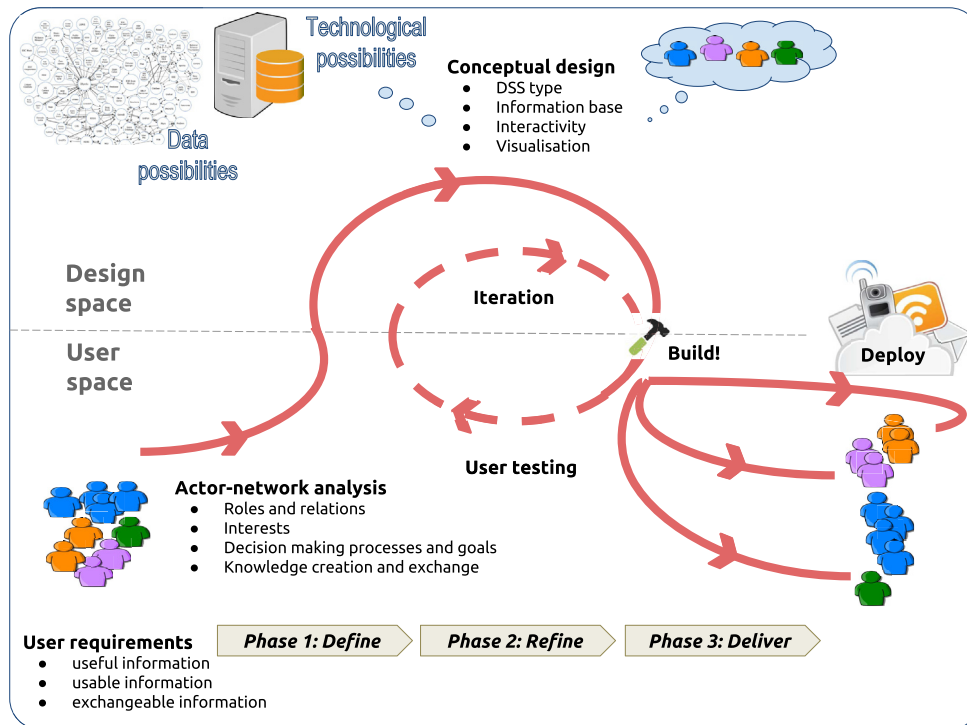 Technological
possibilities
Data
possibilities
Conceptual design
● DSS type
● Information base
● Interactivity
● Visualisation
Design
space
Iteration
User
space
Build!
Deploy
User testing
Actor-network analysis
● Roles and relations
● Interests
● Decision making processes and goals
● Knowledge creation and exchange
User requirements
● useful information
● usable information
● exchangeable information
Phase 1: Define
Phase 2: Refine
Phase 3: Deliver